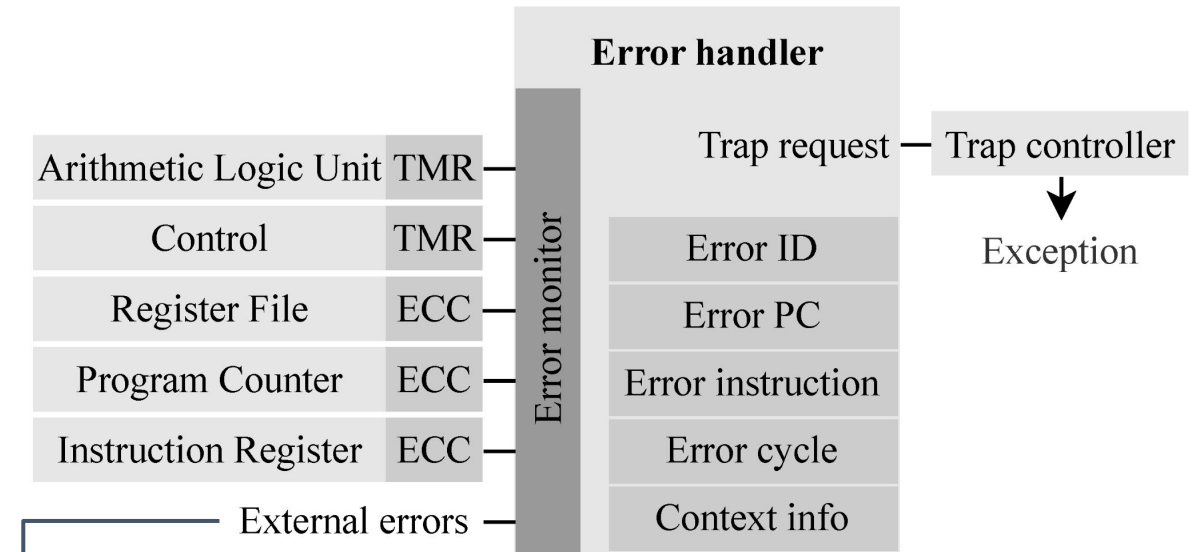 Error handler
Trap request
Trap controller
Exception
Arithmetic Logic Unit TMR
Control TMR
Register File ECC
Program Counter ECC
Instruction Register ECC
External errors
Error monitor
Error ID
Error PC
Error instruction
Error cycle
Context info